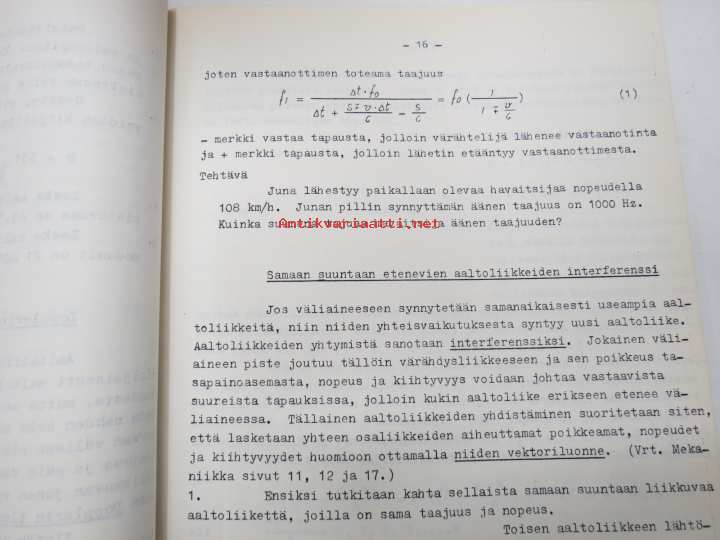 - 16 -
joten vastaanottimen toteama taajuus
f₁ = Δt·f₀ / (Δt + (s ∓ v·Δt)/c − s/c) = f₀ ( 1 / (1 ∓ v/c) ) (1)
- merkki vastaa tapausta, jolloin värähtelijä lähenee vastaanotinta
ja + merkki tapausta, jolloin lähetin etääntyy vastaanottimesta.
Tehtävä
Juna lähestyy paikallaan olevaa havaitsijaa nopeudella
108 km/h. Junan pillin synnyttämän äänen taajuus on 1000 Hz.
Kuinka äänen taajuuden?
Antikvariaatti.net
Samaan suuntaan etenevien aaltoliikkeiden interferenssi
Jos väliaineeseen synnytetään samanaikaisesti useampia aal-
toliikkeitä, niin niiden yhteisvaikutuksesta syntyy uusi aaltoliike.
Aaltoliikkeiden yhtymistä sanotaan interferenssiksi. Jokainen väli-
aineen piste joutuu tällöin värähdysliikkeeseen ja sen poikkeus ta-
sapainoasemasta, nopeus ja kiihtyvyys voidaan johtaa vastaavista
suureista tapauksissa, jolloin kukin aaltoliike erikseen etenee vä-
liaineessa. Tällainen aaltoliikkeiden yhdistäminen suoritetaan siten,
että lasketaan yhteen osaliikkeiden aiheuttamat poikkeamat, nopeudet
ja kiihtyvyydet huomioon ottamalla niiden vektoriluonne. (Vrt. Meka-
niikka sivut 11, 12 ja 17.)
1. Ensiksi tutkitaan kahta sellaista samaan suuntaan liikkuvaa
aaltoliikettä, joilla on sama taajuus ja nopeus.
Toisen aaltoliikkeen lähtö-